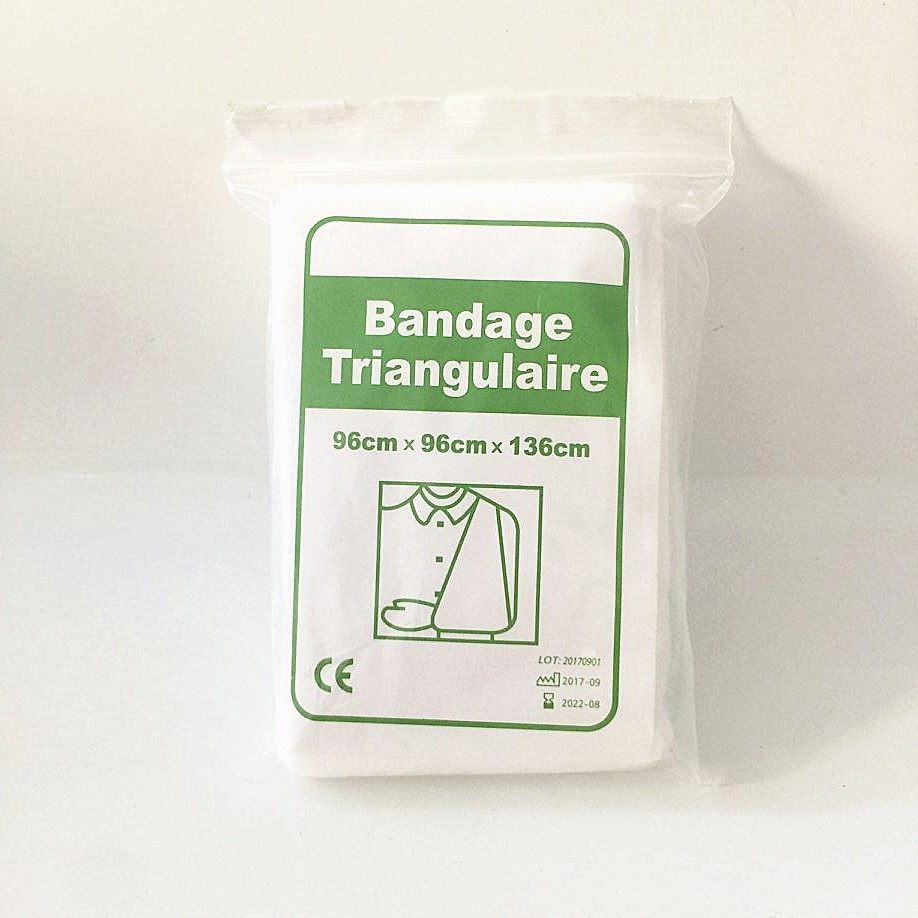 Bandage
Triangulaire
96cm x 96cm x 136cm
CE
LOT: 20170901
2017-09
2022-08